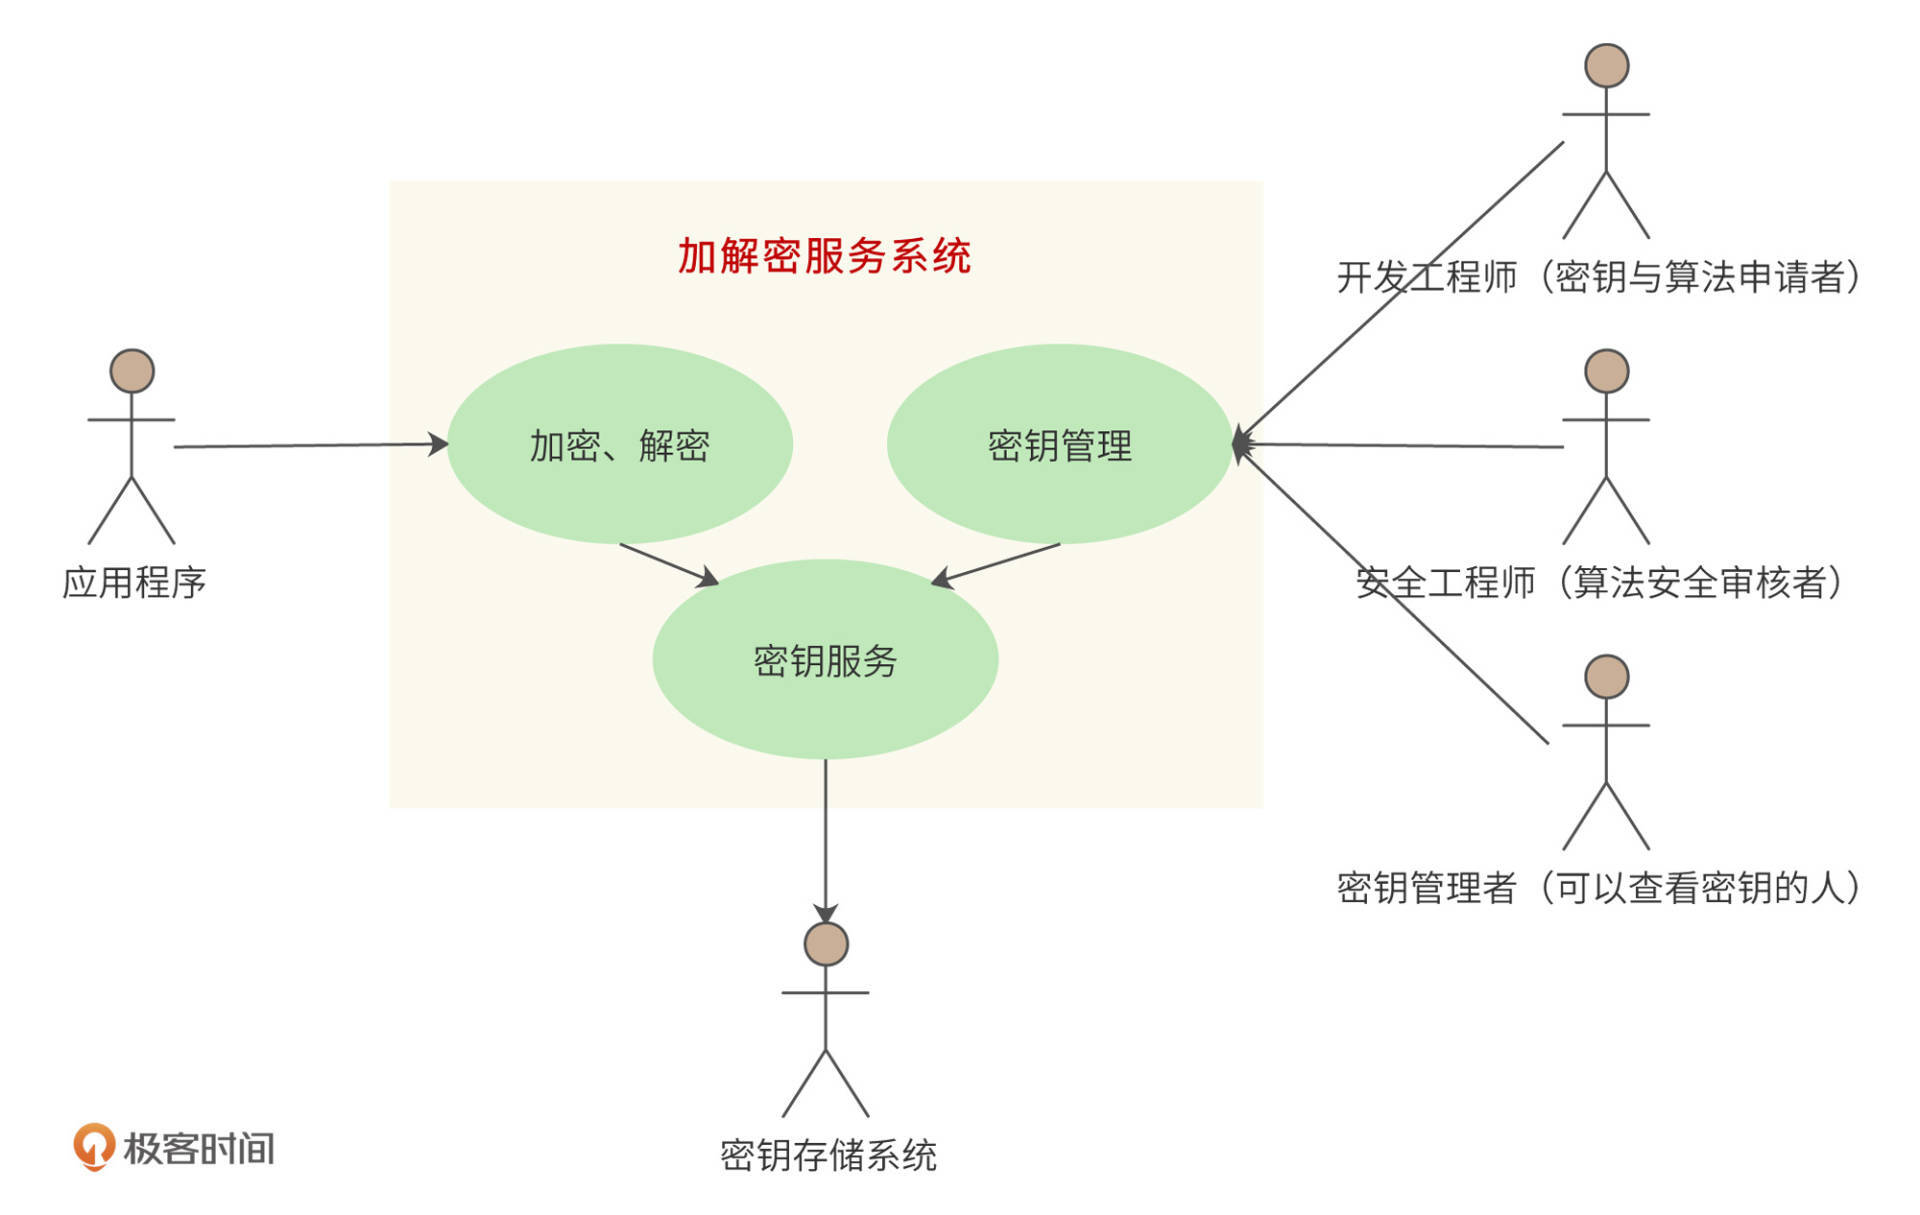 加解密服务系统
开发工程师（密钥与算法申请者）
加密、解密
密钥管理
应用程序
安全工程师（算法安全审核者）
密钥服务
密钥管理者（可以查看密钥的人）
密钥存储系统
极客时间